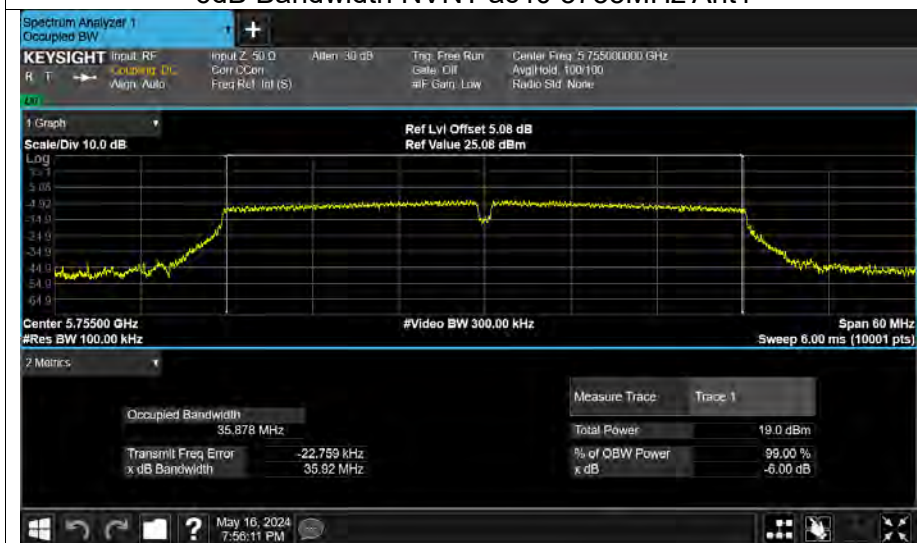 Spectrum Analyzer 1
Occupied BW
1
+
KEYSIGHT Input: RF
R T
Coupling: DC
Align: Auto
Input Z: 50 Ω
Corr CCorr
Freq Ref: Int (S)
Atten: 30 dB
Trig: Free Run
Gate: Off
#IF Gain: Low
Center Freq: 5.755000000 GHz
Avg|Hold: 100/100
Radio Std: None
1 Graph
Scale/Div 10.0 dB
Ref Lvl Offset 5.08 dB
Ref Value 25.08 dBm
Log
15.1
5.08
-4.92
-14.9
-24.9
-34.9
-44.9
-54.9
-64.9
Center 5.75500 GHz
#Res BW 100.00 kHz
#Video BW 300.00 kHz
Span 60 MHz
Sweep 6.00 ms (10001 pts)
2 Metrics
Occupied Bandwidth
35.878 MHz
Transmit Freq Error -22.759 kHz
x dB Bandwidth 35.92 MHz
Measure Trace Trace 1
Total Power 19.0 dBm
% of OBW Power 99.00 %
x dB -6.00 dB
?
May 16, 2024
7:56:11 PM